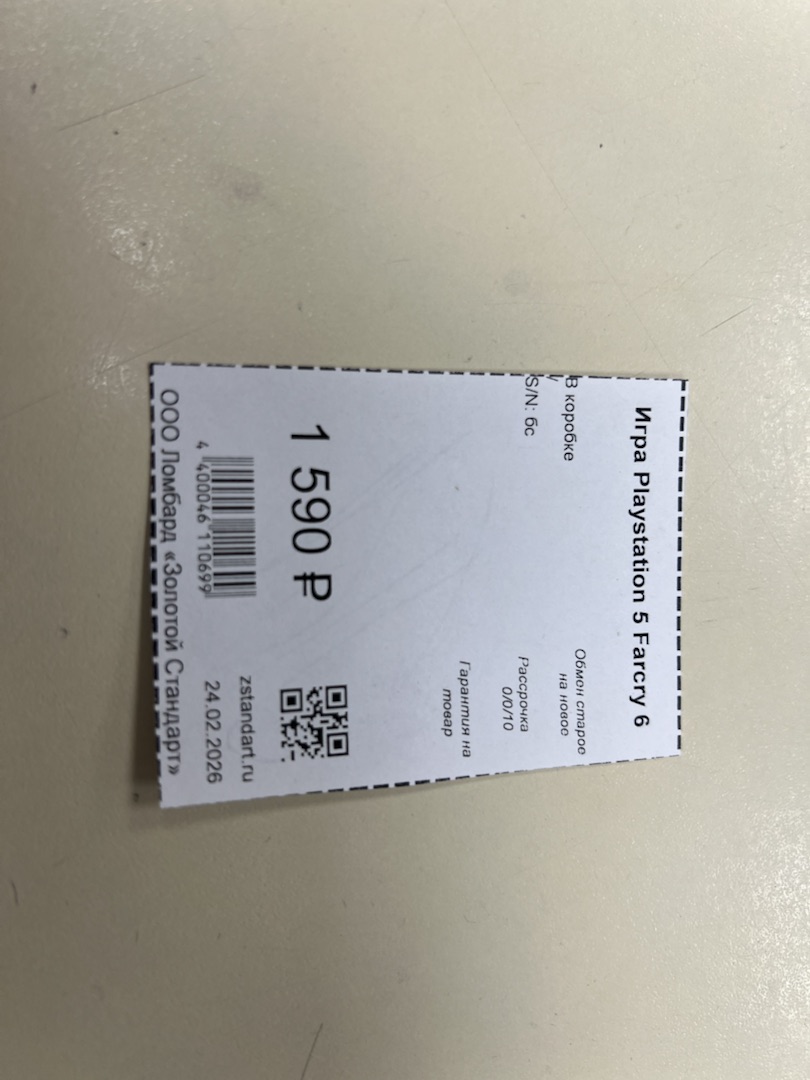 Игра Playstation 5 Farcry 6
В коробке
/
S/N: бс
Обмен старое
на новое
Рассрочка
0/0/10
Гарантия на
товар
1 590 ₽
4 400046 110699
zstandart.ru
24.02.2026
ООО Ломбард «Золотой Стандарт»